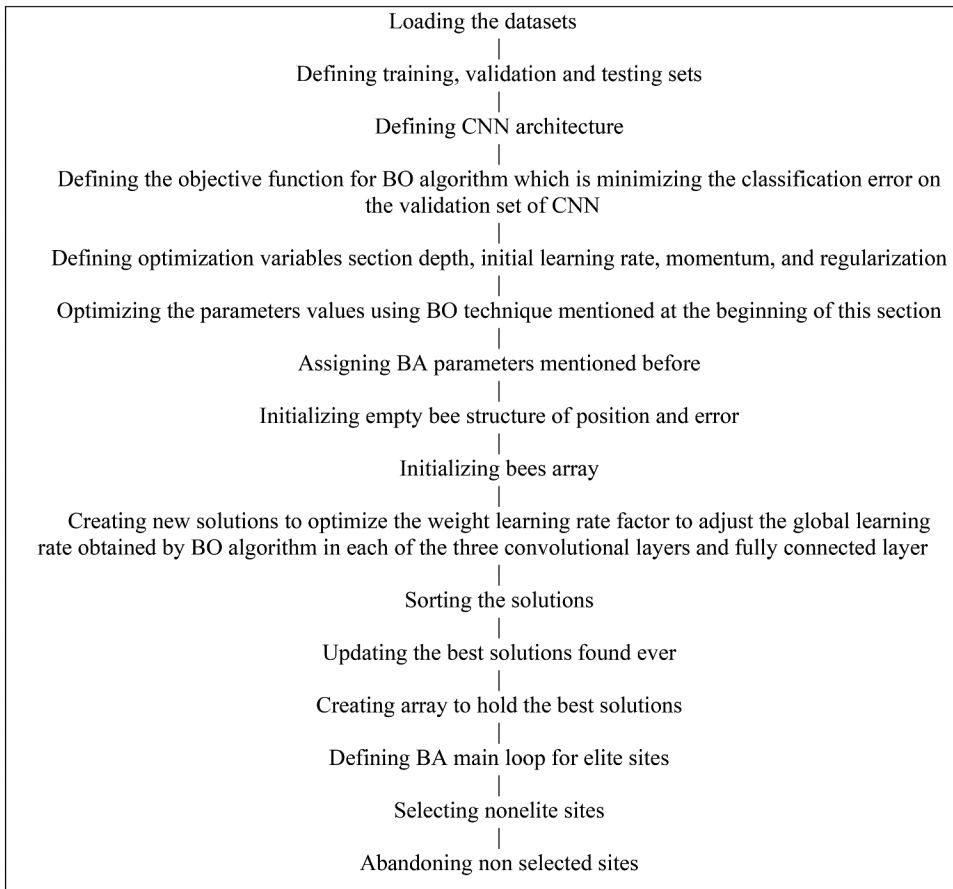 Loading the datasets
Defining training, validation and testing sets
Defining CNN architecture
Defining the objective function for BO algorithm which is minimizing the classification error on
the validation set of CNN
Defining optimization variables section depth, initial learning rate, momentum, and regularization
Optimizing the parameters values using BO technique mentioned at the beginning of this section
Assigning BA parameters mentioned before
Initializing empty bee structure of position and error
Initializing bees array
Creating new solutions to optimize the weight learning rate factor to adjust the global learning
rate obtained by BO algorithm in each of the three convolutional layers and fully connected layer
Sorting the solutions
Updating the best solutions found ever
Creating array to hold the best solutions
Defining BA main loop for elite sites
Selecting nonelite sites
Abandoning non selected sites